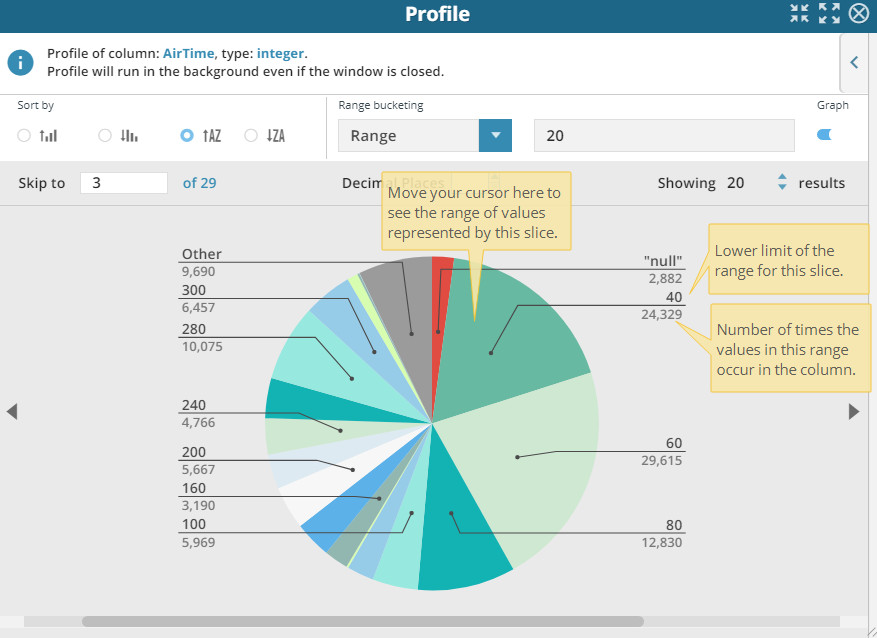 Profile
Profile of column: AirTime, type: integer.
Profile will run in the background even if the window is closed.
Sort by
Range bucketing
Graph
AZ
ZA
Range
20
Skip to
3
of 29
Decimal Places
Showing 20 results
Move your cursor here to
see the range of values
represented by this slice.
Lower limit of the
range for this slice.
Number of times the
values in this range
occur in the column.
Other
9,690
300
6,457
280
10,075
240
4,766
200
5,667
160
3,190
100
5,969
"null"
2,882
40
24,329
60
29,615
80
12,830